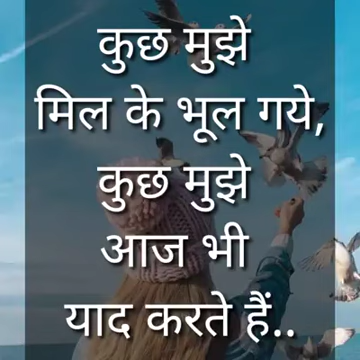 कुछ मुझे
मिल के भूल गये,
कुछ मुझे
आज भी
याद करते हैं..